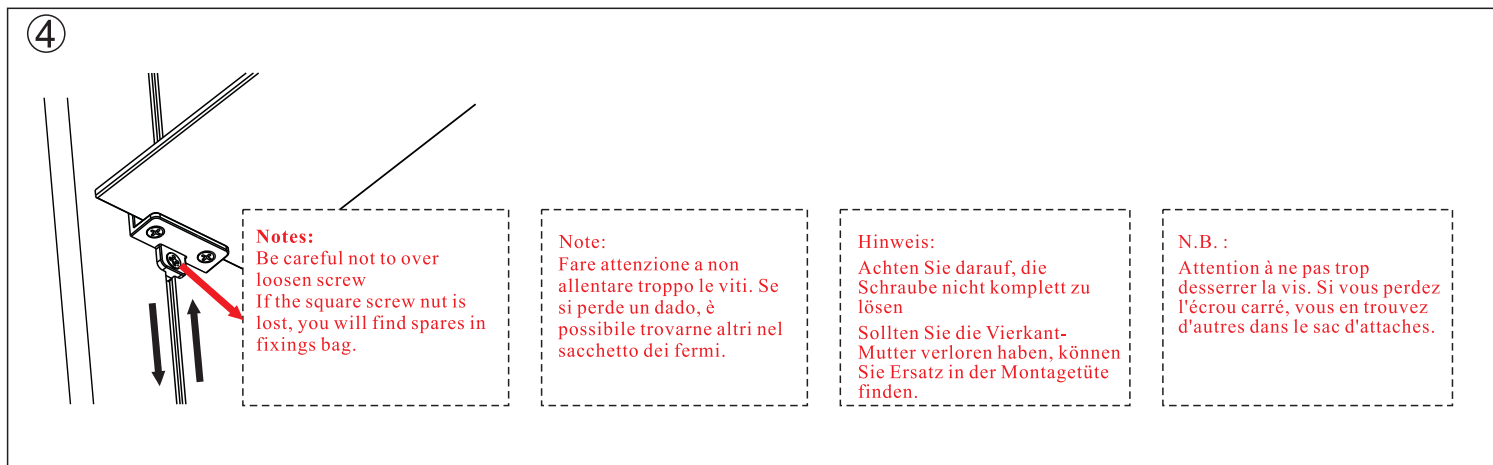 ④
Notes:
Be careful not to over
loosen screw
If the square screw nut is
lost, you will find spares in
fixings bag.
Note:
Fare attenzione a non
allentare troppo le viti. Se
si perde un dado, è
possibile trovarne altri nel
sacchetto dei fermi.
Hinweis:
Achten Sie darauf, die
Schraube nicht komplett zu
lösen
Sollten Sie die Vierkant-
Mutter verloren haben, können
Sie Ersatz in der Montagetüte
finden.
N.B. :
Attention à ne pas trop
desserrer la vis. Si vous perdez
l'écrou carré, vous en trouvez
d'autres dans le sac d'attaches.